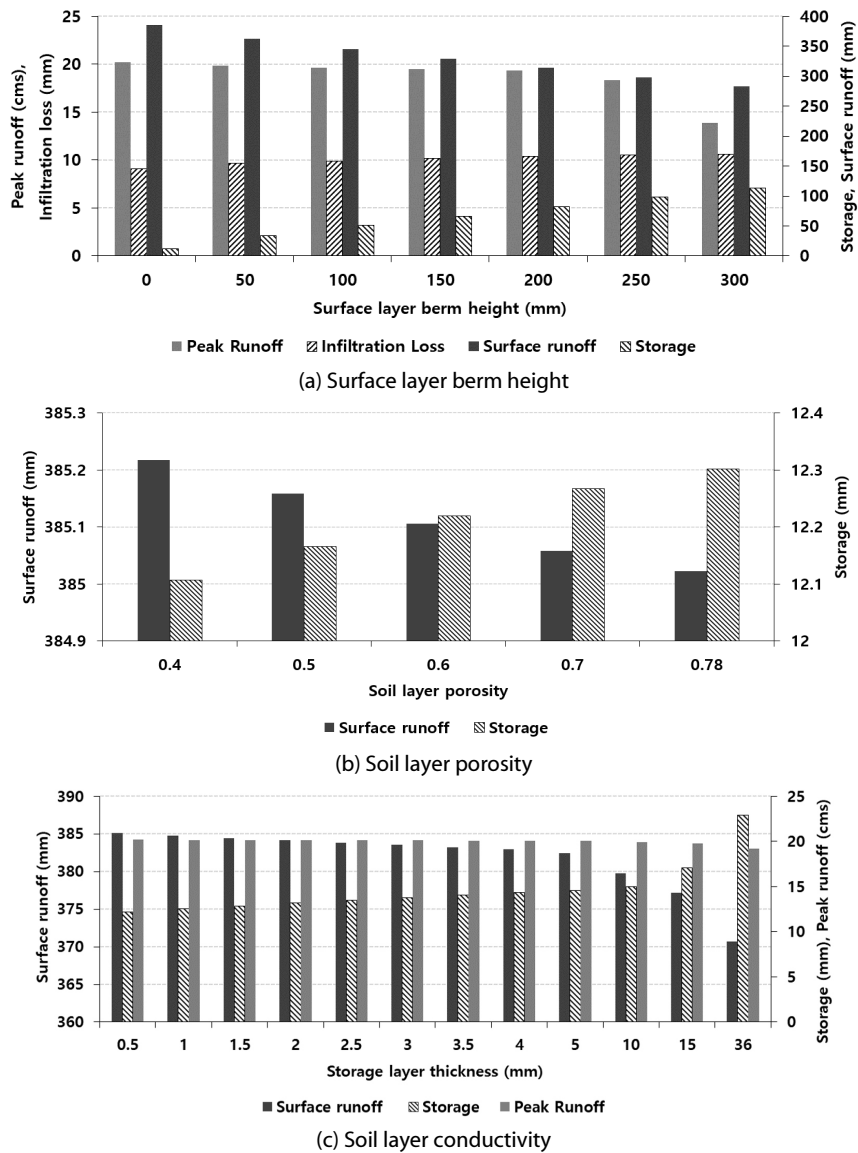 25
20
15
10
5
0
Peak runoff (cms),
Infiltration loss (mm)
400
350
300
250
200
150
100
50
0
Storage, Surface runoff (mm)
0 50 100 150 200 250 300
Surface layer berm height (mm)
Peak Runoff Infiltration Loss Surface runoff Storage
(a) Surface layer berm height
385.3
385.2
385.1
385
384.9
Surface runoff (mm)
12.4
12.3
12.2
12.1
12
Storage (mm)
0.4 0.5 0.6 0.7 0.78
Soil layer porosity
Surface runoff Storage
(b) Soil layer porosity
390
385
380
375
370
365
360
Surface runoff (mm)
25
20
15
10
5
0
Storage (mm), Peak runoff (cms)
0.5 1 1.5 2 2.5 3 3.5 4 5 10 15 36
Storage layer thickness (mm)
Surface runoff Storage Peak Runoff
(c) Soil layer conductivity